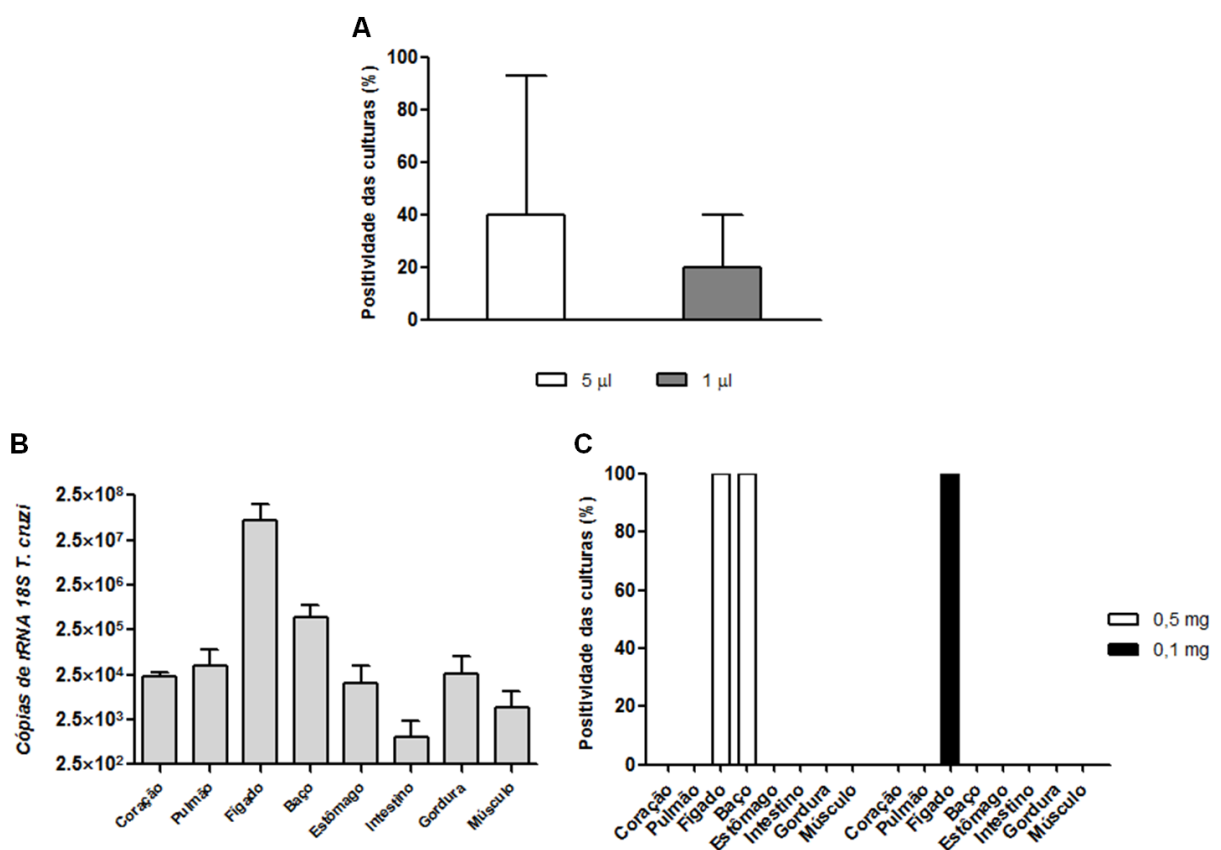 A
Positividade das culturas (%)
100
80
60
40
20
0
5 µl
1 µl
B
Cópias de rRNA 18S T. cruzi
2.5×10⁸
2.5×10⁷
2.5×10⁶
2.5×10⁵
2.5×10⁴
2.5×10³
2.5×10²
Coração
Pulmão
Fígado
Baço
Estômago
Intestino
Gordura
Músculo
C
Positividade das culturas (%)
100
80
60
40
20
0
Coração
Pulmão
Fígado
Baço
Estômago
Intestino
Gordura
Músculo
Coração
Pulmão
Fígado
Baço
Estômago
Intestino
Gordura
Músculo
0,5 mg
0,1 mg